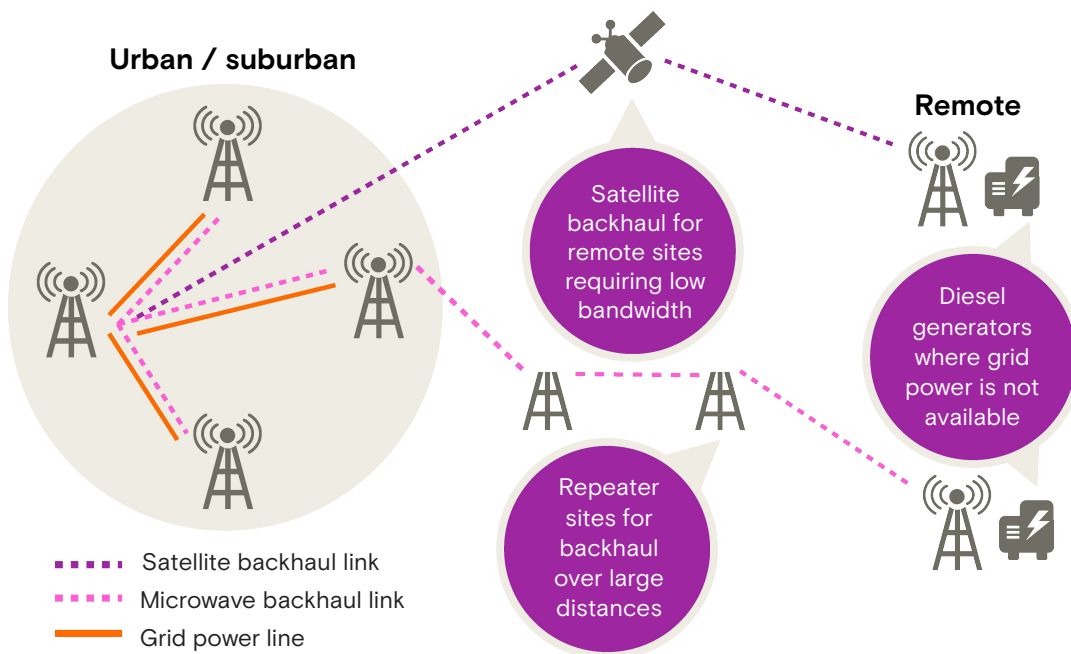 Urban / suburban
Remote
Satellite
backhaul for
remote sites
requiring low
bandwidth
Diesel
generators
where grid
power is not
available
Repeater
sites for
backhaul
over large
distances
Satellite backhaul link
Microwave backhaul link
Grid power line